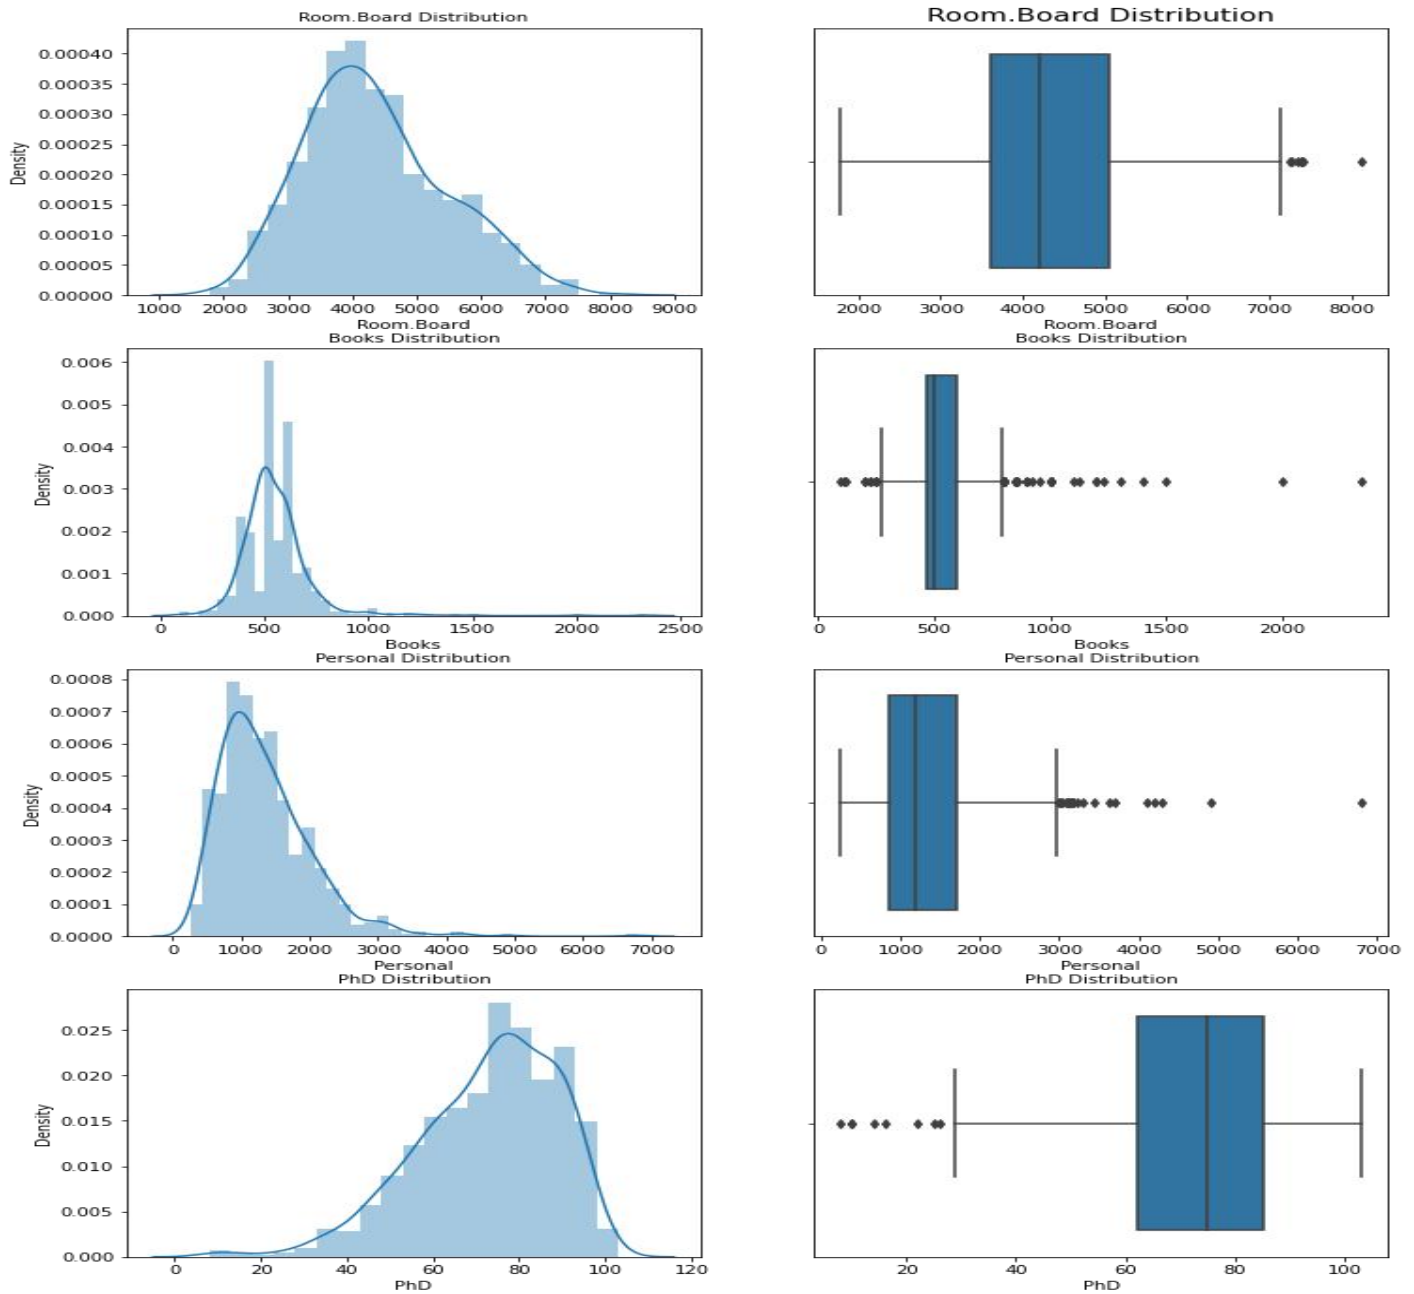 Room.Board Distribution
Room.Board Distribution
0.00040
0.00035
0.00030
0.00025
0.00020
0.00015
0.00010
0.00005
0.00000
Density
1000 2000 3000 4000 5000 6000 7000 8000 9000
Room.Board
2000 3000 4000 5000 6000 7000 8000
Room.Board
Books Distribution
Books Distribution
0.006
0.005
0.004
0.003
0.002
0.001
0.000
Density
0 500 1000 1500 2000 2500
Books
0 500 1000 1500 2000
Books
Personal Distribution
Personal Distribution
0.0008
0.0007
0.0006
0.0005
0.0004
0.0003
0.0002
0.0001
0.0000
Density
0 1000 2000 3000 4000 5000 6000 7000
Personal
0 1000 2000 3000 4000 5000 6000 7000
Personal
PhD Distribution
PhD Distribution
0.025
0.020
0.015
0.010
0.005
0.000
Density
0 20 40 60 80 100 120
PhD
20 40 60 80 100
PhD